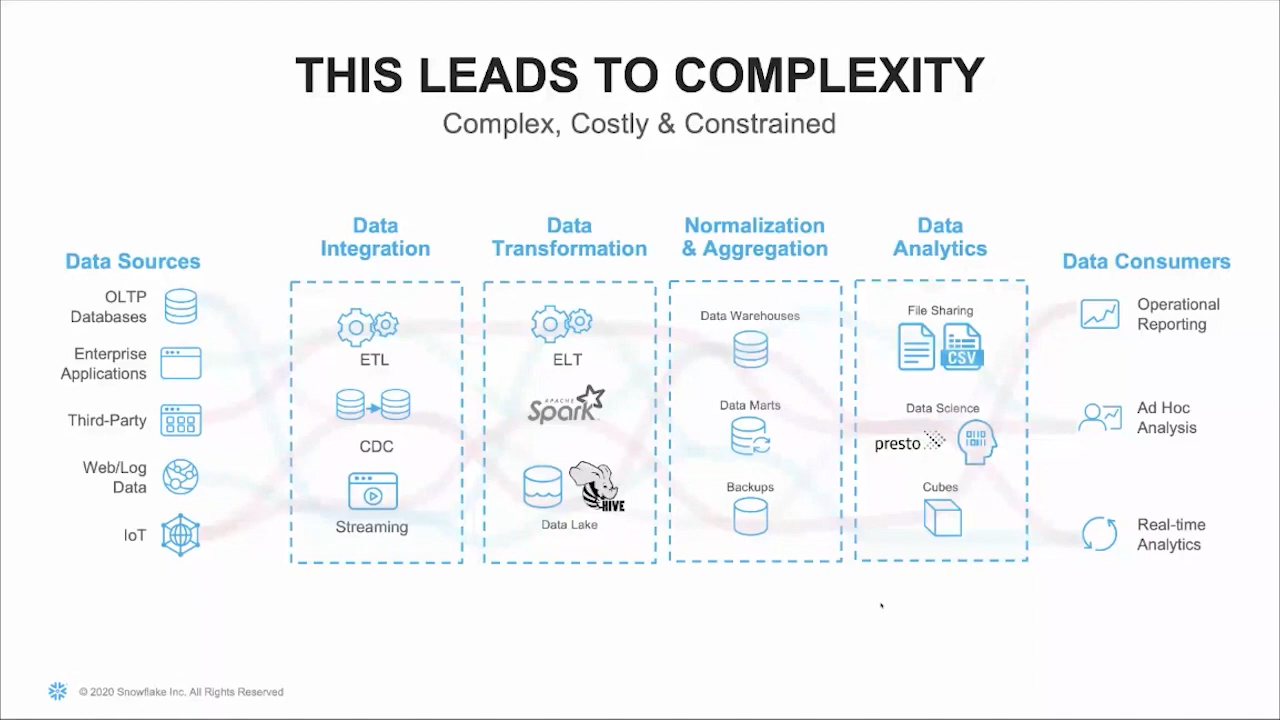 THIS LEADS TO COMPLEXITY
Complex, Costly & Constrained
Data Sources
OLTP
Databases
Enterprise
Applications
Third-Party
Web/Log
Data
IoT
Data
Integration
ETL
CDC
Streaming
Data
Transformation
ELT
APACHE
Spark
HIVE
Data Lake
Normalization
& Aggregation
Data Warehouses
Data Marts
Backups
Data
Analytics
File Sharing
CSV
Data Science
presto
Cubes
Data Consumers
Operational
Reporting
Ad Hoc
Analysis
Real-time
Analytics
© 2020 Snowflake Inc. All Rights Reserved